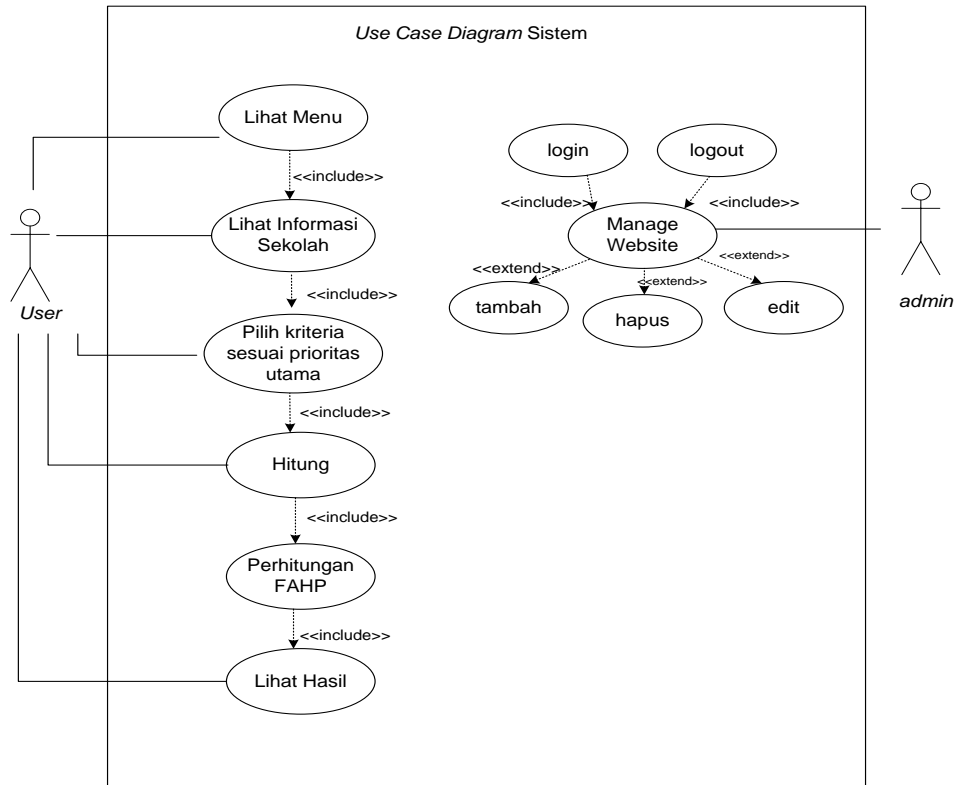 Use Case Diagram Sistem
Lihat Menu
<<include>>
Lihat Informasi
Sekolah
<<include>>
Pilih kriteria
sesuai prioritas
utama
<<include>>
Hitung
<<include>>
Perhitungan
FAHP
<<include>>
Lihat Hasil
User
login
logout
<<include>>
<<include>>
Manage
Website
<<extend>>
<<extend>>
<<extend>>
tambah
hapus
edit
admin